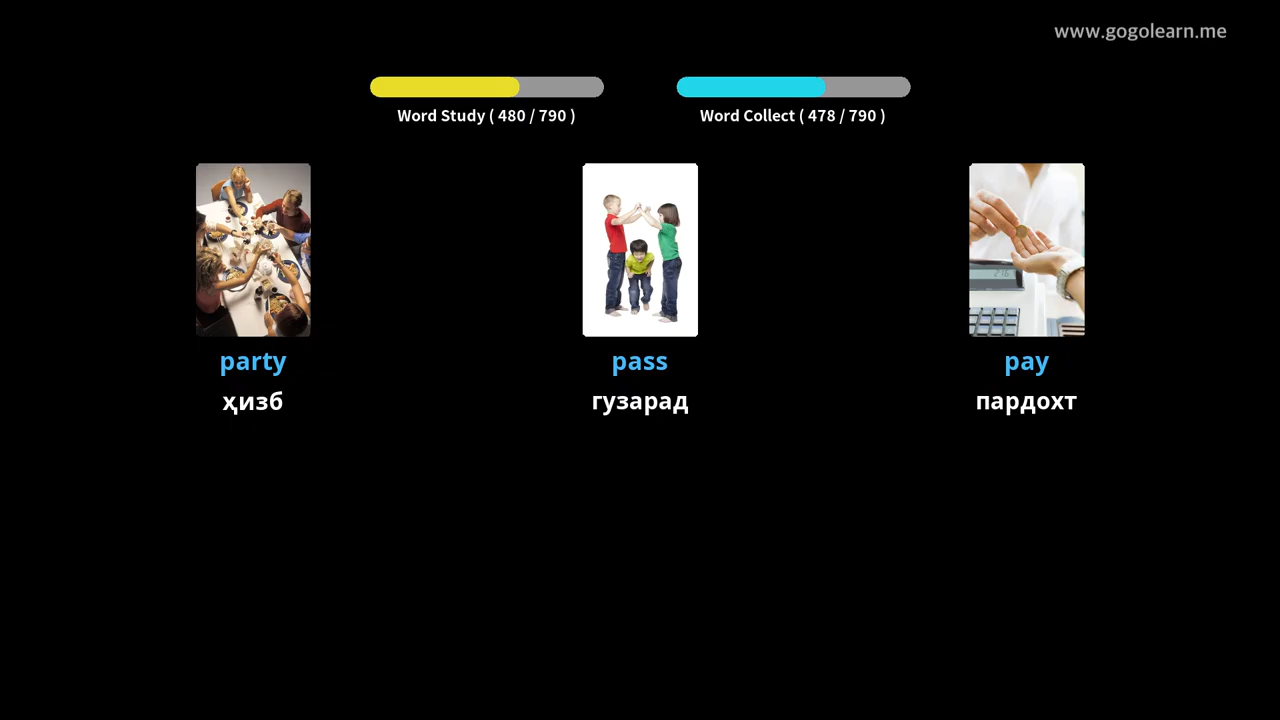 www.gogolearn.me
Word Study ( 480 / 790 )
Word Collect ( 478 / 790 )
party
pass
pay
ҳизб
гузарад
пардохт